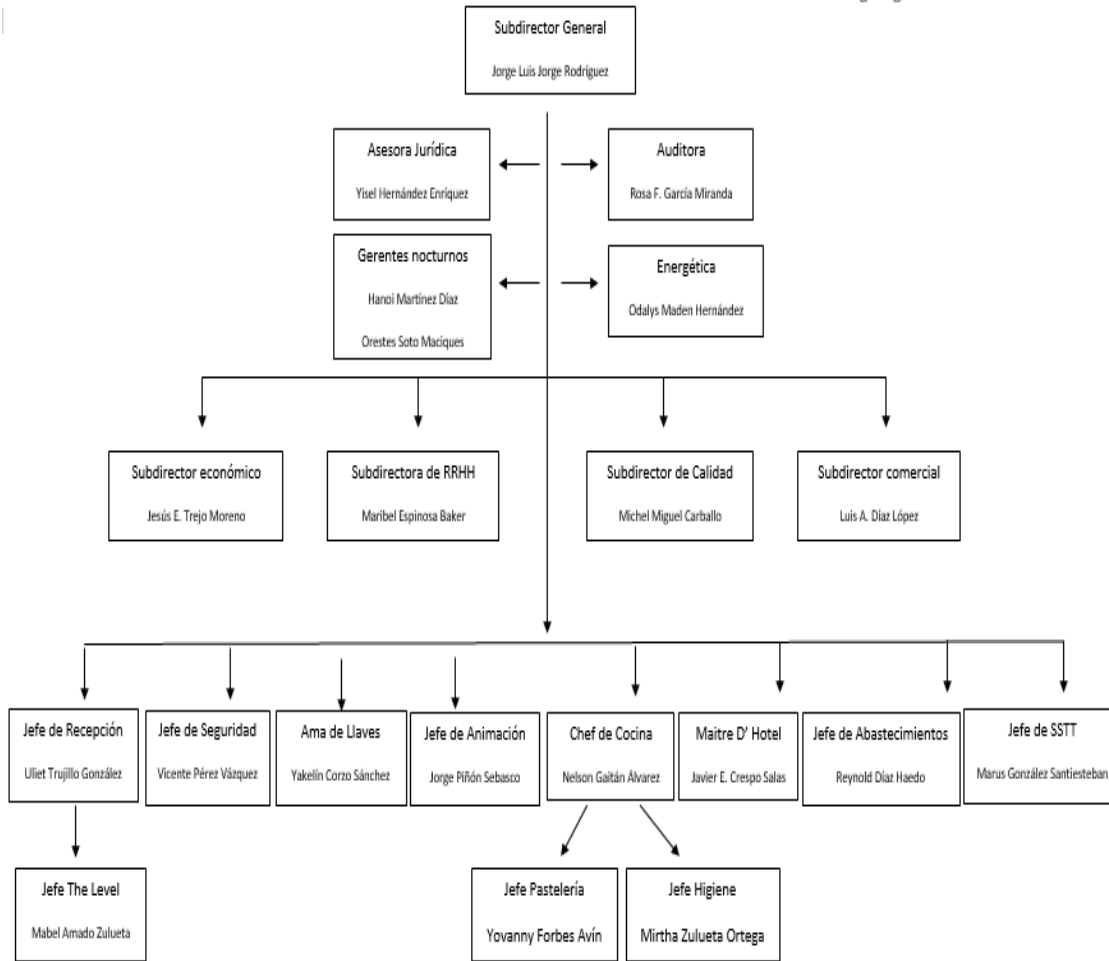 Subdirector General
Jorge Luis Jorge Rodríguez
Asesora Jurídica
Yisel Hernández Enríquez
Auditora
Rosa F. García Miranda
Gerentes nocturnos
Hanoi Martínez Díaz
Orestes Soto Maciques
Energética
Odalys Maden Hernández
Subdirector económico
Jesús E. Trejo Moreno
Subdirectora de RRHH
Maribel Espinosa Baker
Subdirector de Calidad
Michel Miguel Carballo
Subdirector comercial
Luis A. Díaz López
Jefe de Recepción
Uliet Trujillo González
Jefe de Seguridad
Vicente Pérez Vázquez
Ama de Llaves
Yakelín Corzo Sánchez
Jefe de Animación
Jorge Piñón Sebasco
Chef de Cocina
Nelson Gaitán Álvarez
Maitre D’ Hotel
Javier E. Crespo Salas
Jefe de Abastecimientos
Reynold Díaz Haedo
Jefe de SSTT
Marus González Santiesteban
Jefe The Level
Mabel Amado Zulueta
Jefe Pastelería
Yovanny Forbes Avín
Jefe Higiene
Mirtha Zulueta Ortega